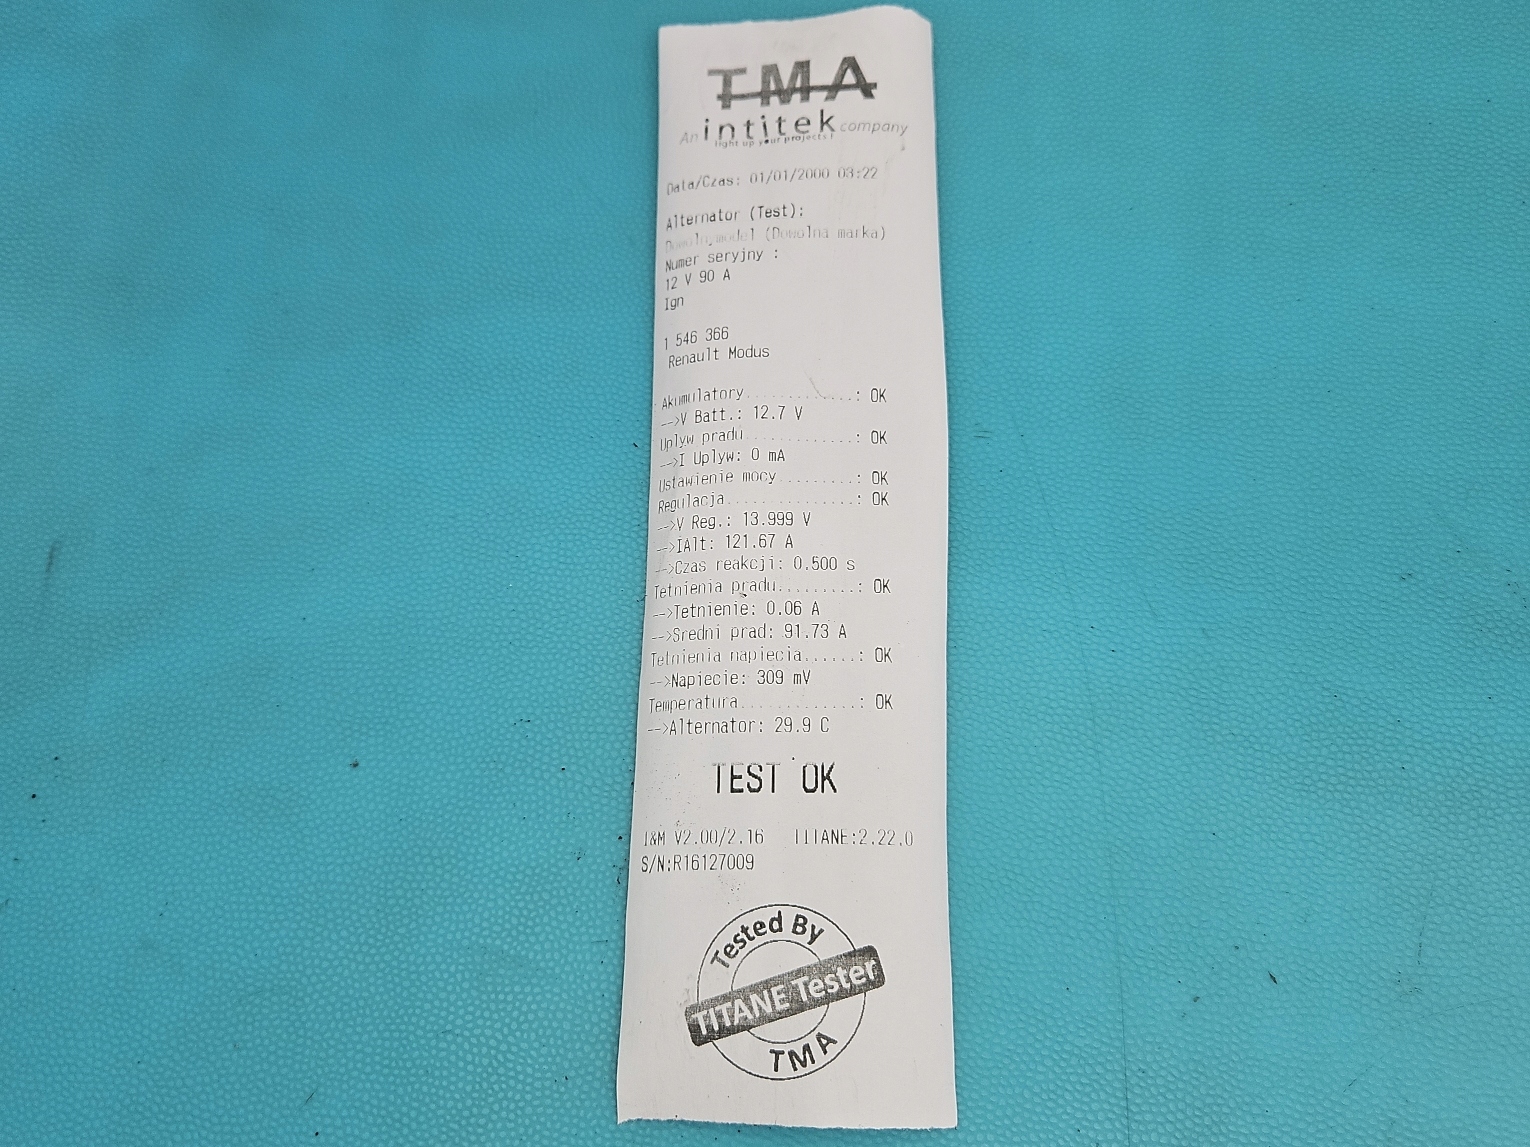 TMA
An intitek company
light up your projects!
Data/Czas: 01/01/2000 03:22
Alternator (Test):
Dowolny model (Dowolna marka)
Numer seryjny :
12 V 90 A
Ign
1 546 366
Renault Modus
Akumulatory.............: OK
-->V Batt.: 12.7 V
Uplyw pradu.............: OK
-->I Uplyw: 0 mA
Ustawienie mocy.........: OK
Regulacja...............: OK
-->V Reg.: 13.999 V
-->IAlt: 121.67 A
-->Czas reakcji: 0.500 s
Tetnienia pradu.........: OK
-->Tetnienie: 0.06 A
-->Sredni prad: 91.73 A
Tetnienia napiecia......: OK
-->Napiecie: 309 mV
Temperatura.............: OK
-->Alternator: 29.9 C
TEST OK
I&M V2.00/2.16 TITANE:2.22.0
S/N:R16127009
Tested By
TITANE Tester
TMA